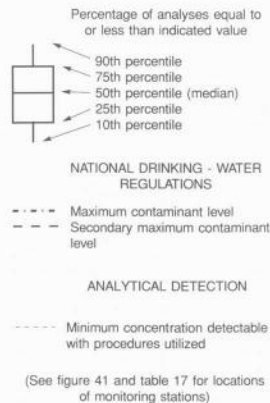 Percentage of analyses equal to
or less than indicated value
90th percentile
75th percentile
50th percentile (median)
25th percentile
10th percentile
NATIONAL DRINKING - WATER
REGULATIONS
Maximum contaminant level
Secondary maximum contaminant
level
ANALYTICAL DETECTION
Minimum concentration detectable
with procedures utilized
(See figure 41 and table 17 for locations
of monitoring stations)